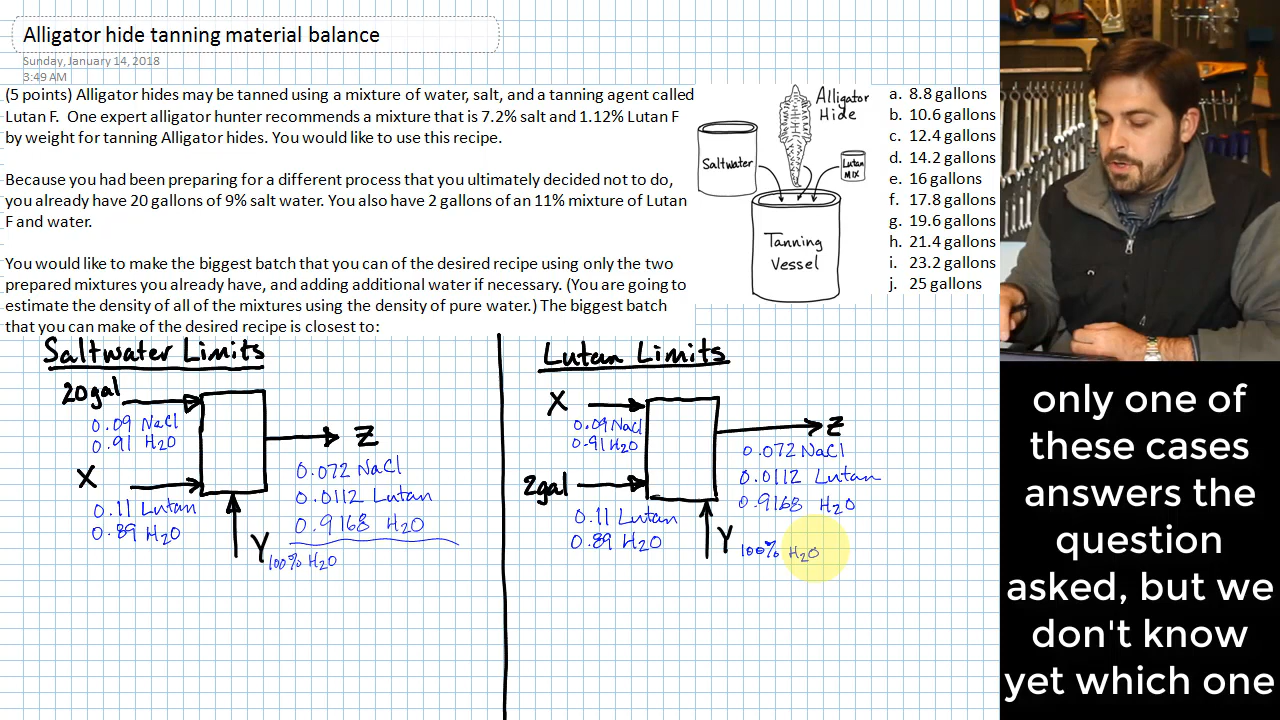 Alligator hide tanning material balance
Sunday, January 14, 2018
3:49 AM
(5 points) Alligator hides may be tanned using a mixture of water, salt, and a tanning agent called
Lutan F. One expert alligator hunter recommends a mixture that is 7.2% salt and 1.12% Lutan F
by weight for tanning Alligator hides. You would like to use this recipe.
Because you had been preparing for a different process that you ultimately decided not to do,
you already have 20 gallons of 9% salt water. You also have 2 gallons of an 11% mixture of Lutan
F and water.
You would like to make the biggest batch that you can of the desired recipe using only the two
prepared mixtures you already have, and adding additional water if necessary. (You are going to
estimate the density of all of the mixtures using the density of pure water.) The biggest batch
that you can make of the desired recipe is closest to:
Alligator
Hide
Saltwater
Lutan
MIX
Tanning
Vessel
a. 8.8 gallons
b. 10.6 gallons
c. 12.4 gallons
d. 14.2 gallons
e. 16 gallons
f. 17.8 gallons
g. 19.6 gallons
h. 21.4 gallons
i. 23.2 gallons
j. 25 gallons
Saltwater Limits
20gal
0.09 NaCl
0.91 H2O
X
0.11 Lutan
0.89 H2O
Z
0.072 NaCl
0.0112 Lutan
0.9168 H2O
Y
100% H2O
Lutan Limits
X
0.09 NaCl
0.91 H2O
2gal
0.11 Lutan
0.89 H2O
Z
0.072 NaCl
0.0112 Lutan
0.9168 H2O
Y
100% H2O
only one of
these cases
answers the
question
asked, but we
don't know
yet which one